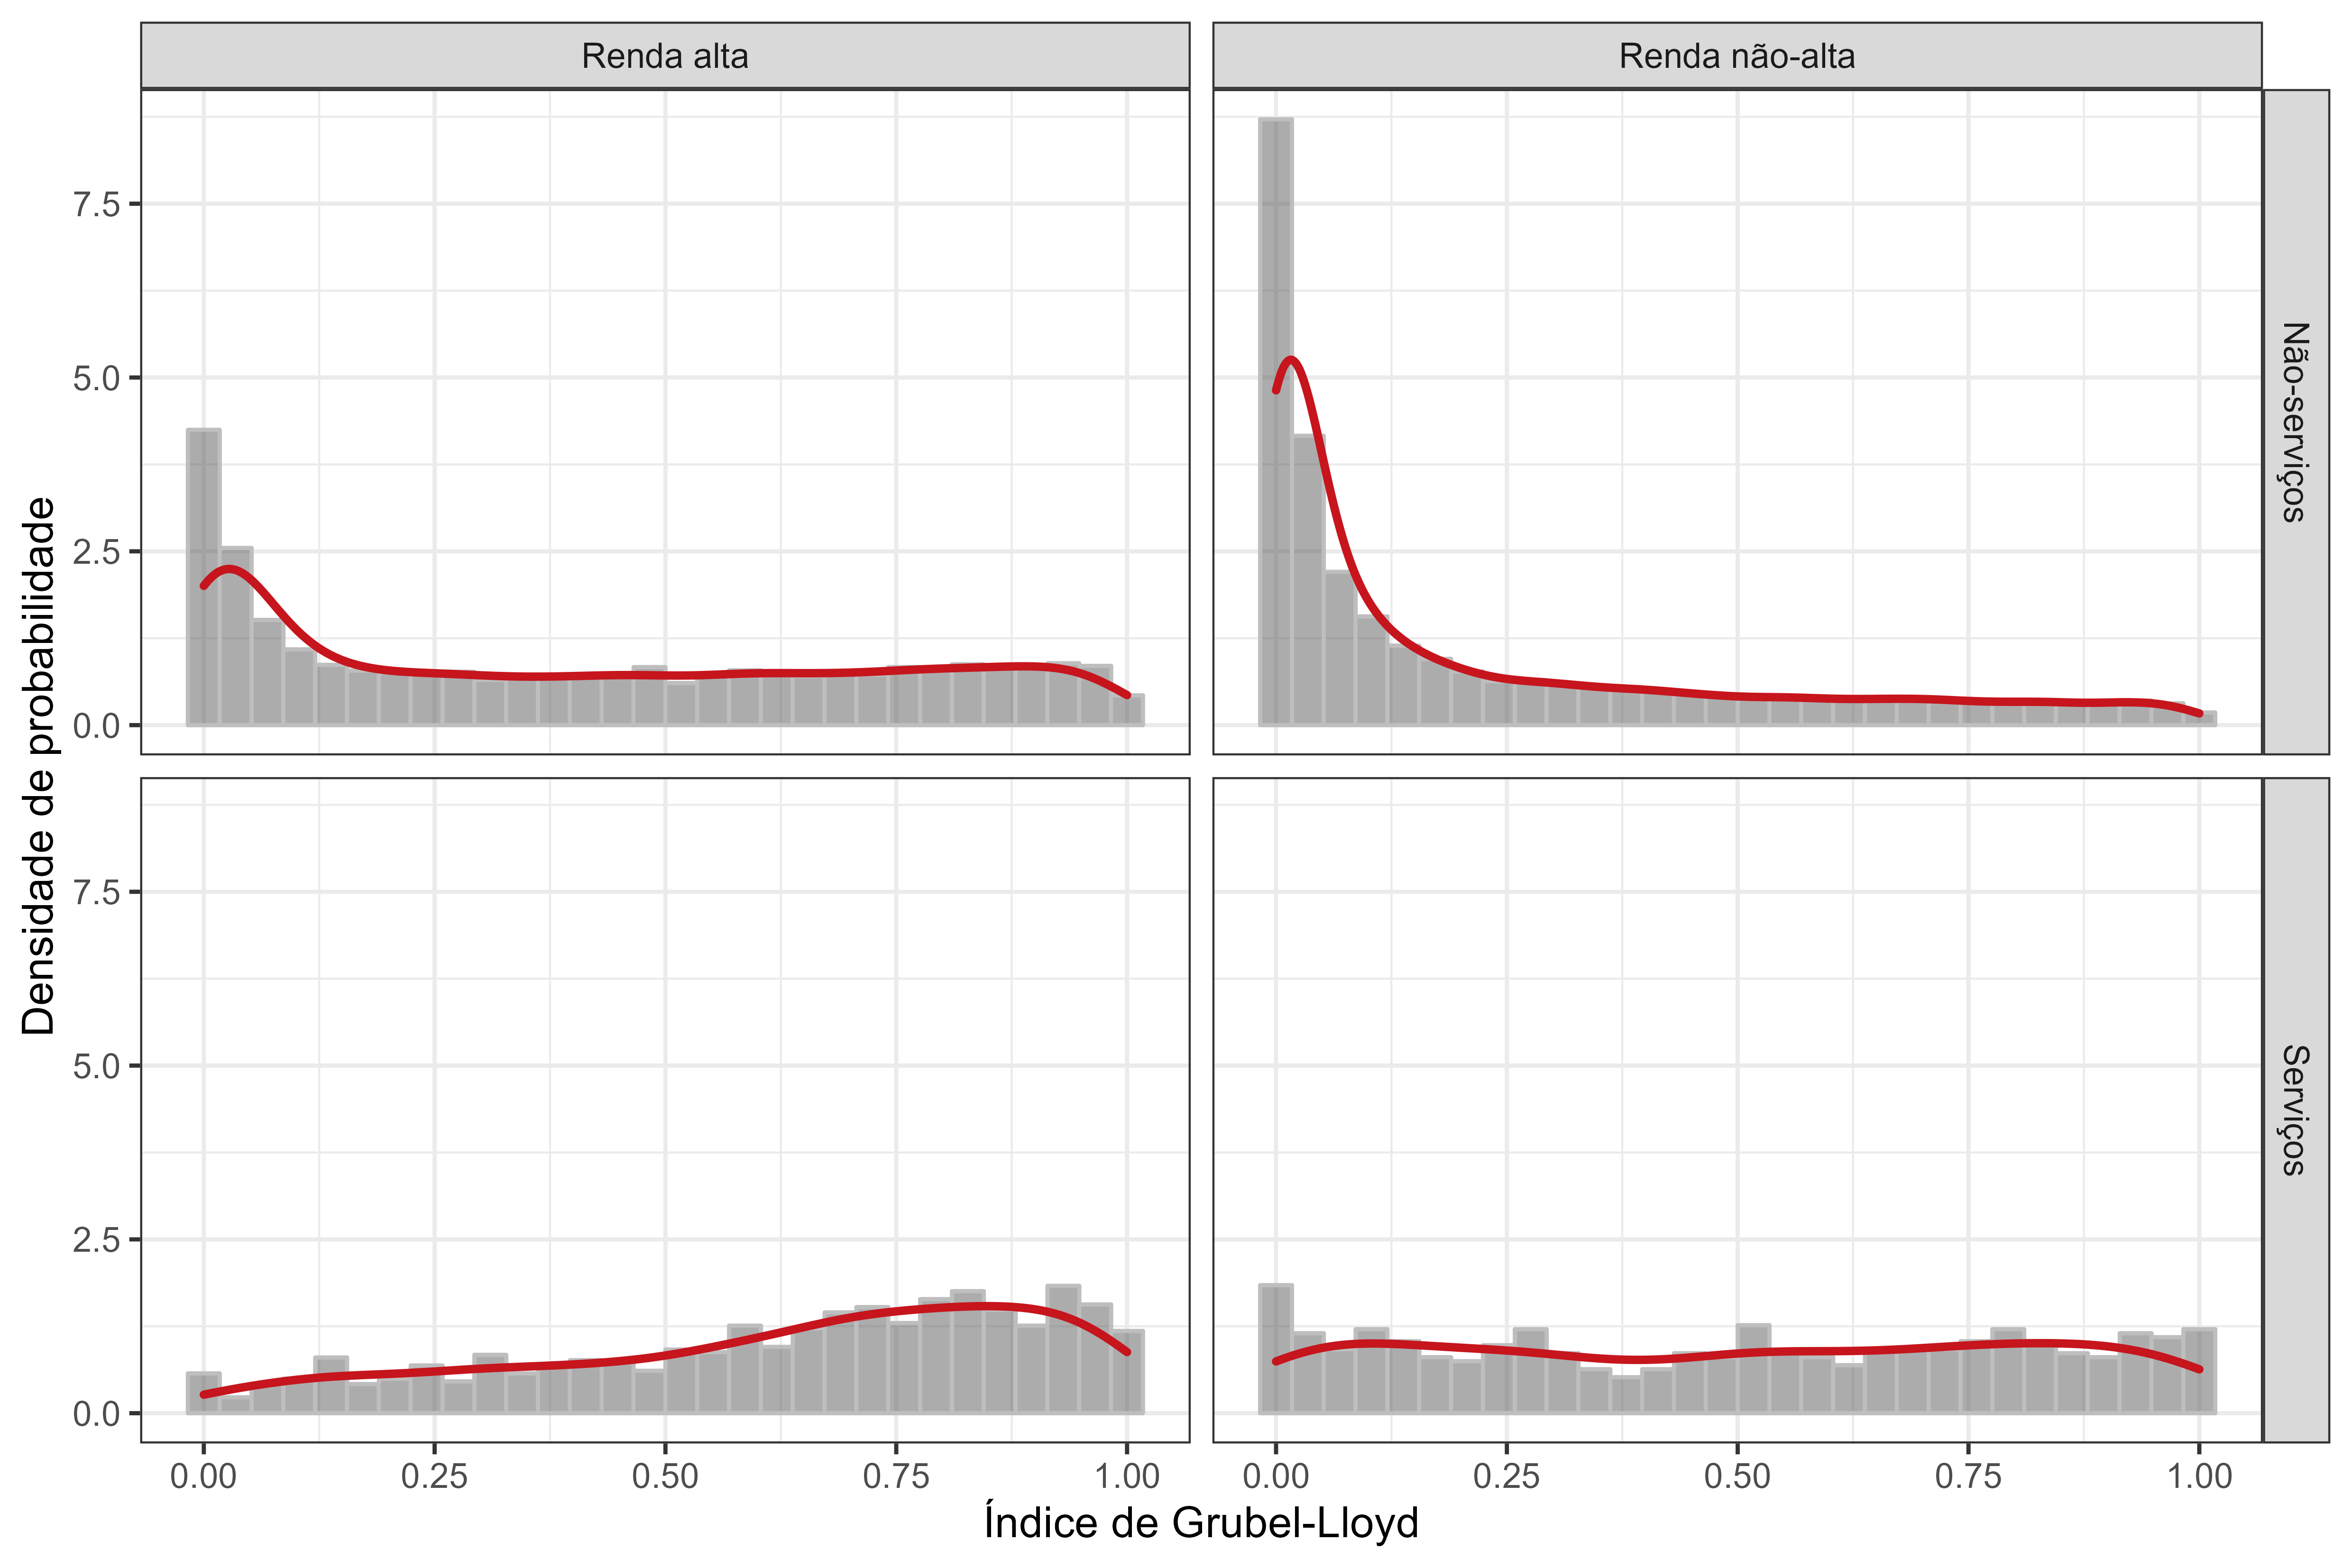 Renda alta
Renda não-alta
Densidade de probabilidade
7.5
5.0
2.5
0.0
Não-serviços
7.5
5.0
2.5
0.0
Serviços
0.00 0.25 0.50 0.75 1.00
0.00 0.25 0.50 0.75 1.00
Índice de Grubel-Lloyd